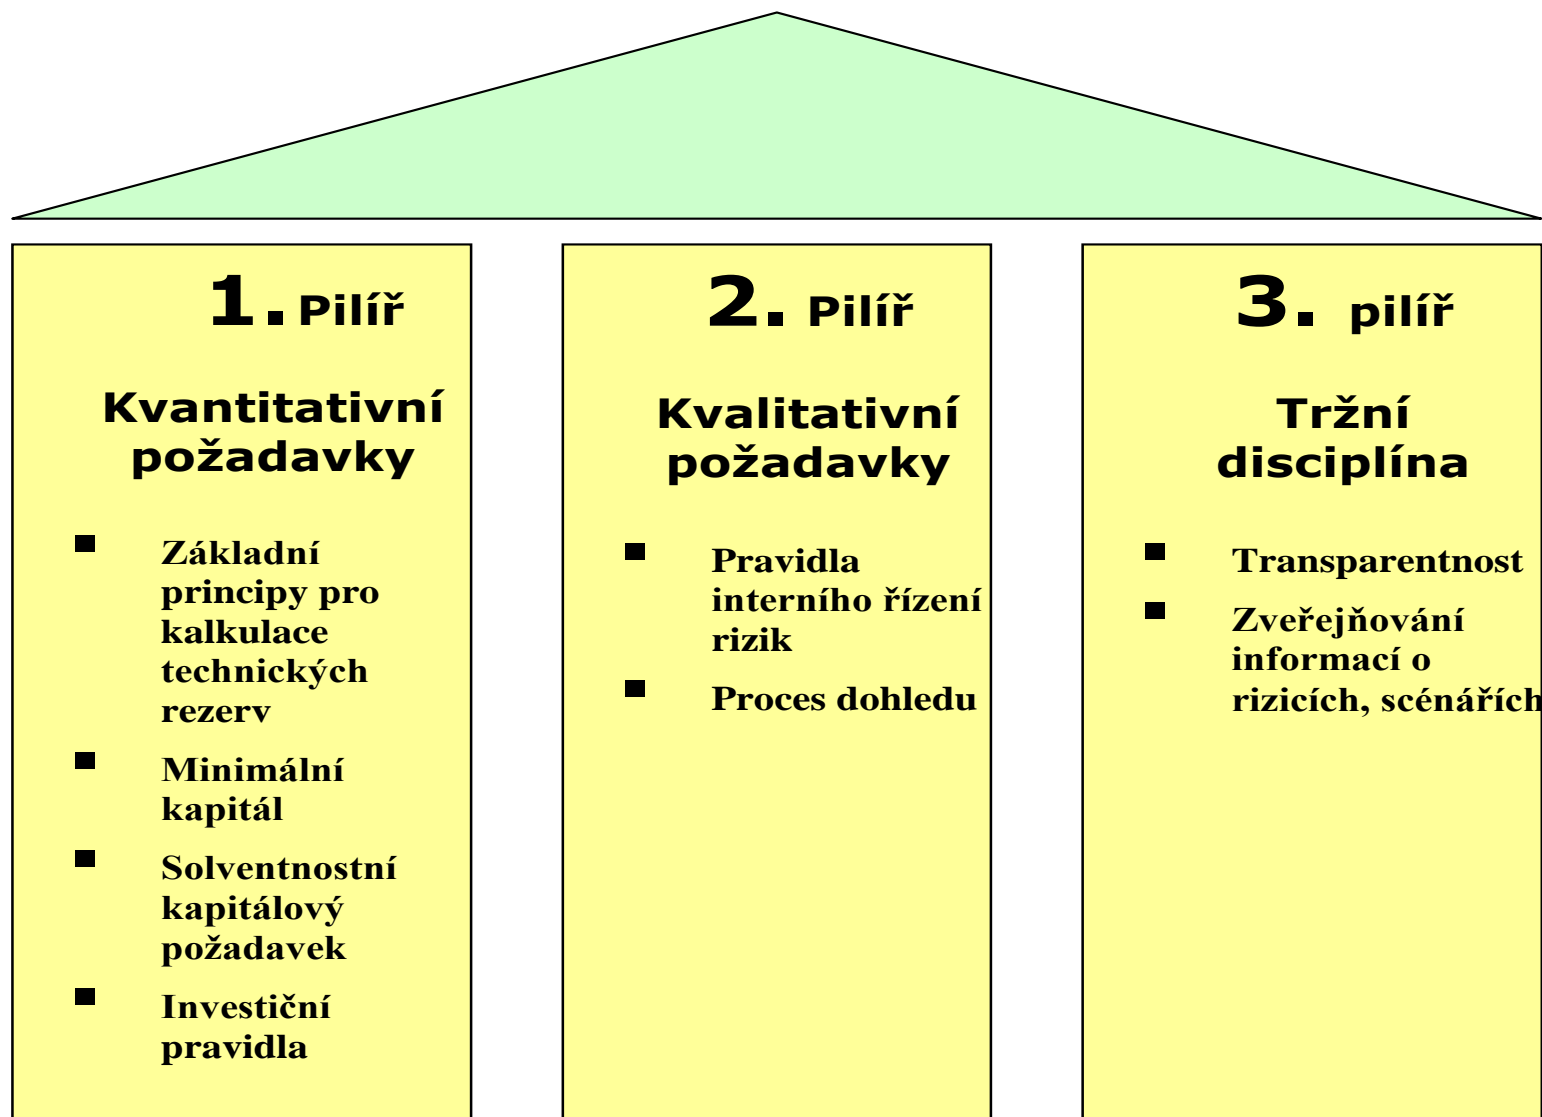 1. Pilíř
Kvantitativní
požadavky
▪ Základní
principy pro
kalkulace
technických
rezerv
▪ Minimální
kapitál
▪ Solventnostní
kapitálový
požadavek
▪ Investiční
pravidla
2. Pilíř
Kvalitativní
požadavky
▪ Pravidla
interního řízení
rizik
▪ Proces dohledu
3. pilíř
Tržní
disciplína
▪ Transparentnost
▪ Zveřejňování
informací o
rizicích, scénářích